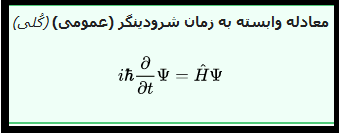 معادله وابسته به زمان شرودینگر (عمومی) (کُلی)
iħ ∂/∂t Ψ = ĤΨ